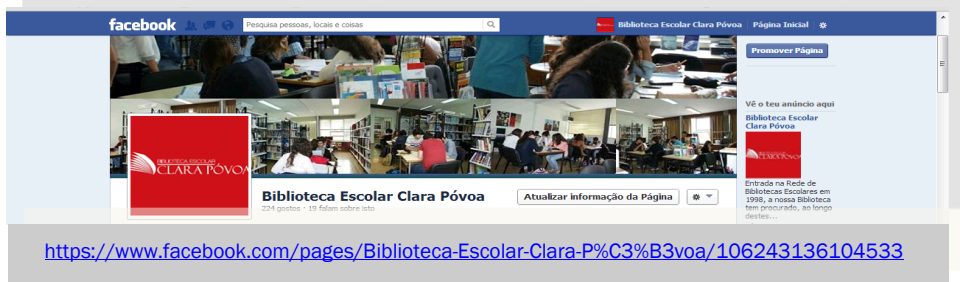 facebook
Pesquisa pessoas, locais e coisas
Biblioteca Escolar Clara Póvoa
Página Inicial
Promover Página
Vê o teu anúncio aqui
Biblioteca Escolar
Clara Póvoa
BIBLIOTECA ESCOLAR
CLARA PÓVOA
BIBLIOTECA ESCOLAR
CLARA PÓVOA
Entrada na Rede de
Bibliotecas Escolares em
1998, a nossa Biblioteca
tem procurado, ao longo
destes...
Biblioteca Escolar Clara Póvoa
224 gostos · 19 falam sobre isto
Atualizar informação da Página
https://www.facebook.com/pages/Biblioteca-Escolar-Clara-P%C3%B3voa/106243136104533